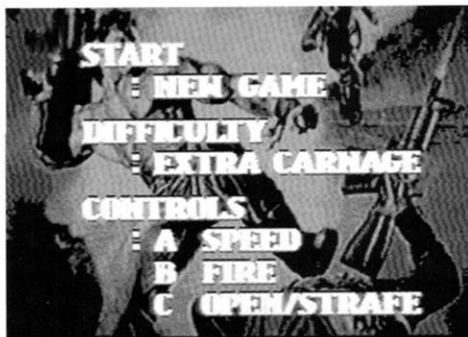 START
: NEW GAME
DIFFICULTY
: EXTRA CARNAGE
CONTROLS
: A SPEED
B FIRE
C OPEN/STRAFE